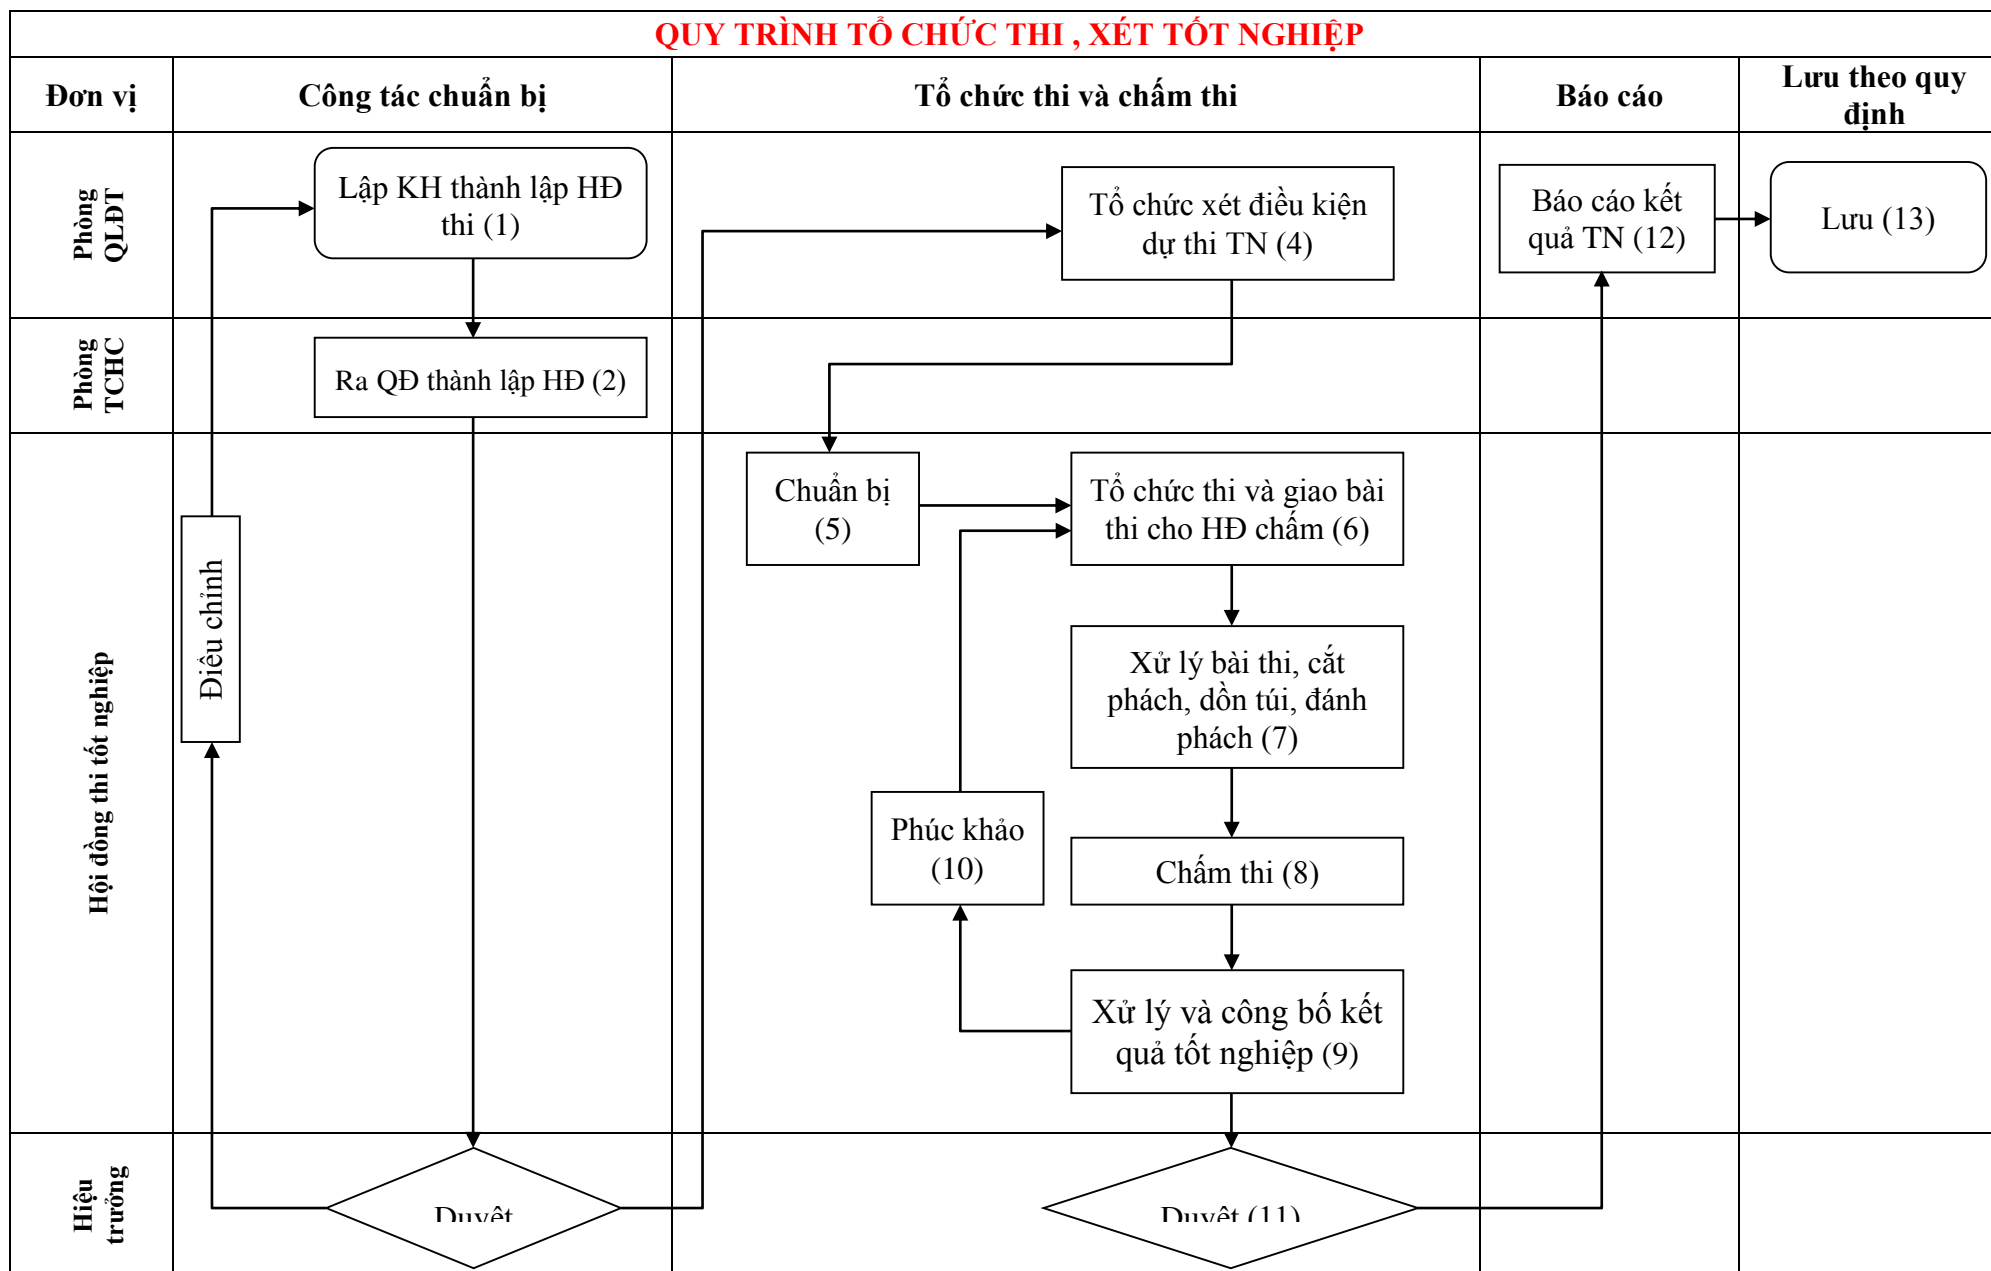 QUY TRÌNH TỔ CHỨC THI , XÉT TỐT NGHIỆP
Đơn vị
Công tác chuẩn bị
Tổ chức thi và chấm thi
Báo cáo
Lưu theo quy
định
Phòng
QLĐT
Lập KH thành lập HĐ
thi (1)
Tổ chức xét điều kiện
dự thi TN (4)
Báo cáo kết
quả TN (12)
Lưu (13)
Phòng
TCHC
Ra QĐ thành lập HĐ (2)
Hội đồng thi tốt nghiệp
Điều chỉnh
Chuẩn bị
(5)
Tổ chức thi và giao bài
thi cho HĐ chấm (6)
Xử lý bài thi, cắt
phách, dồn túi, đánh
phách (7)
Phúc khảo
(10)
Chấm thi (8)
Xử lý và công bố kết
quả tốt nghiệp (9)
Hiệu
trưởng
Duyệt
Duyệt (11)